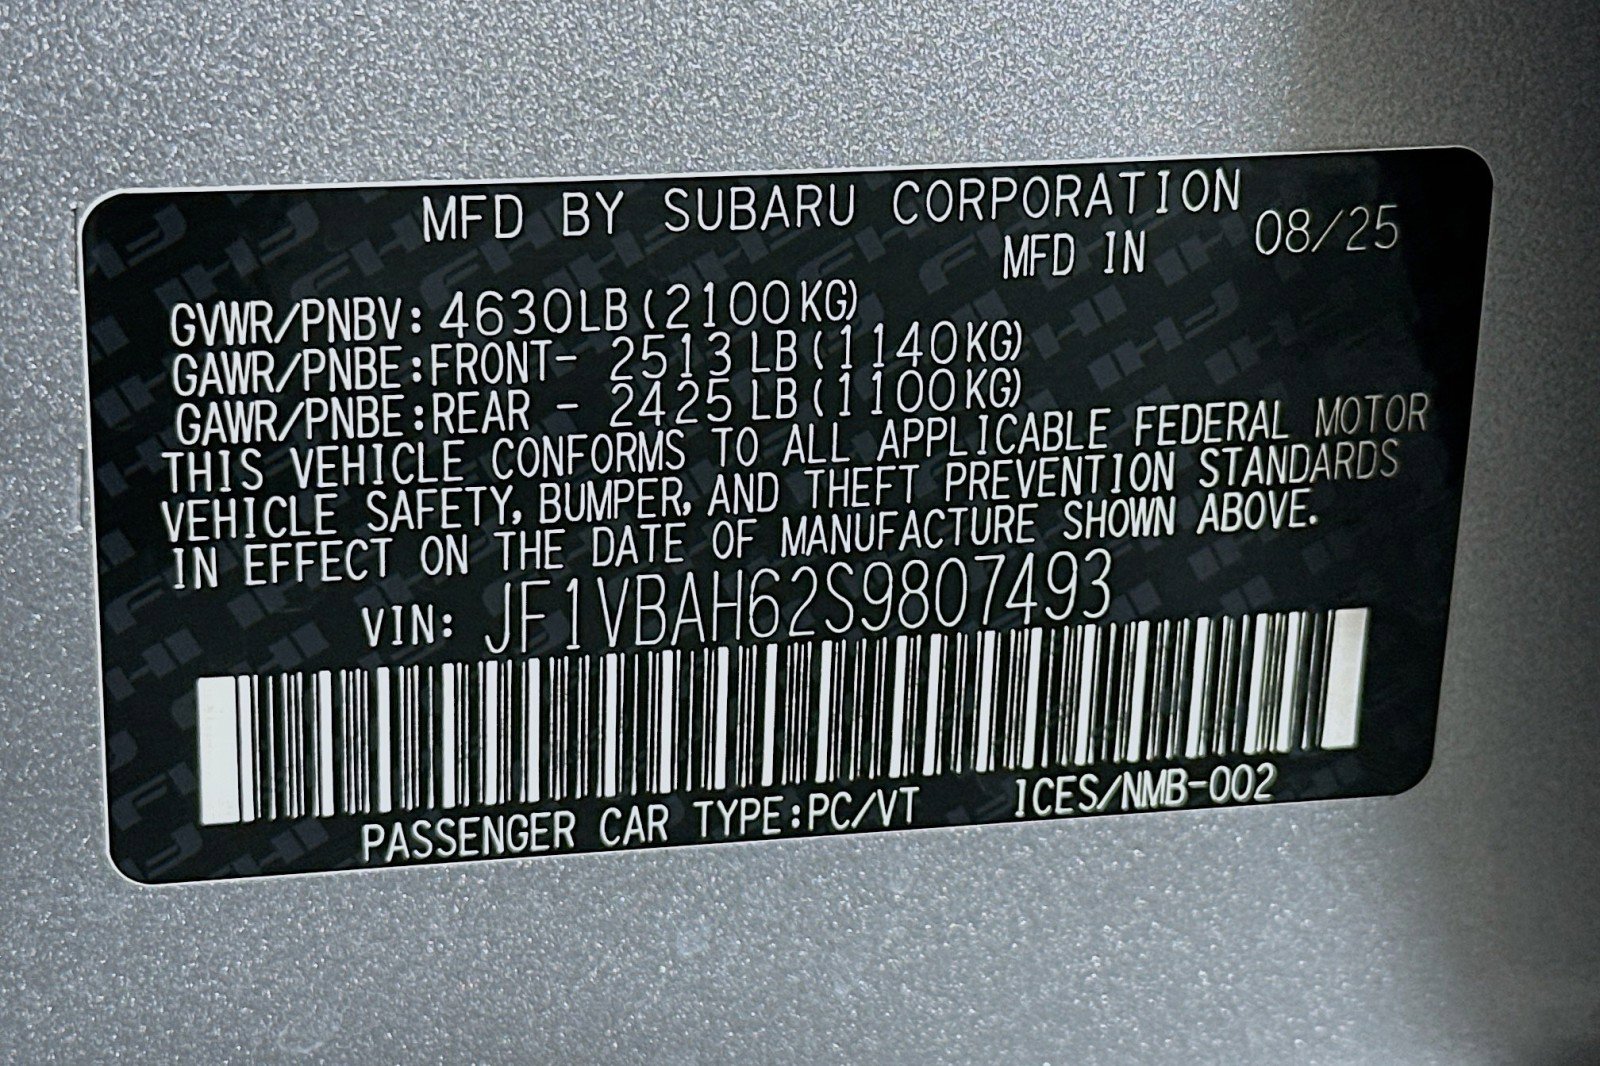 MFD BY SUBARU CORPORATION
MFD IN 08/25
GVWR/PNBV: 4630LB(2100KG)
GAWR/PNBE:FRONT- 2513LB(1140KG)
GAWR/PNBE:REAR - 2425LB(1100KG)
THIS VEHICLE CONFORMS TO ALL APPLICABLE FEDERAL MOTOR
VEHICLE SAFETY, BUMPER, AND THEFT PREVENTION STANDARDS
IN EFFECT ON THE DATE OF MANUFACTURE SHOWN ABOVE.
VIN: JF1VBAH62S9807493
PASSENGER CAR TYPE:PC/VT ICES/NMB-002